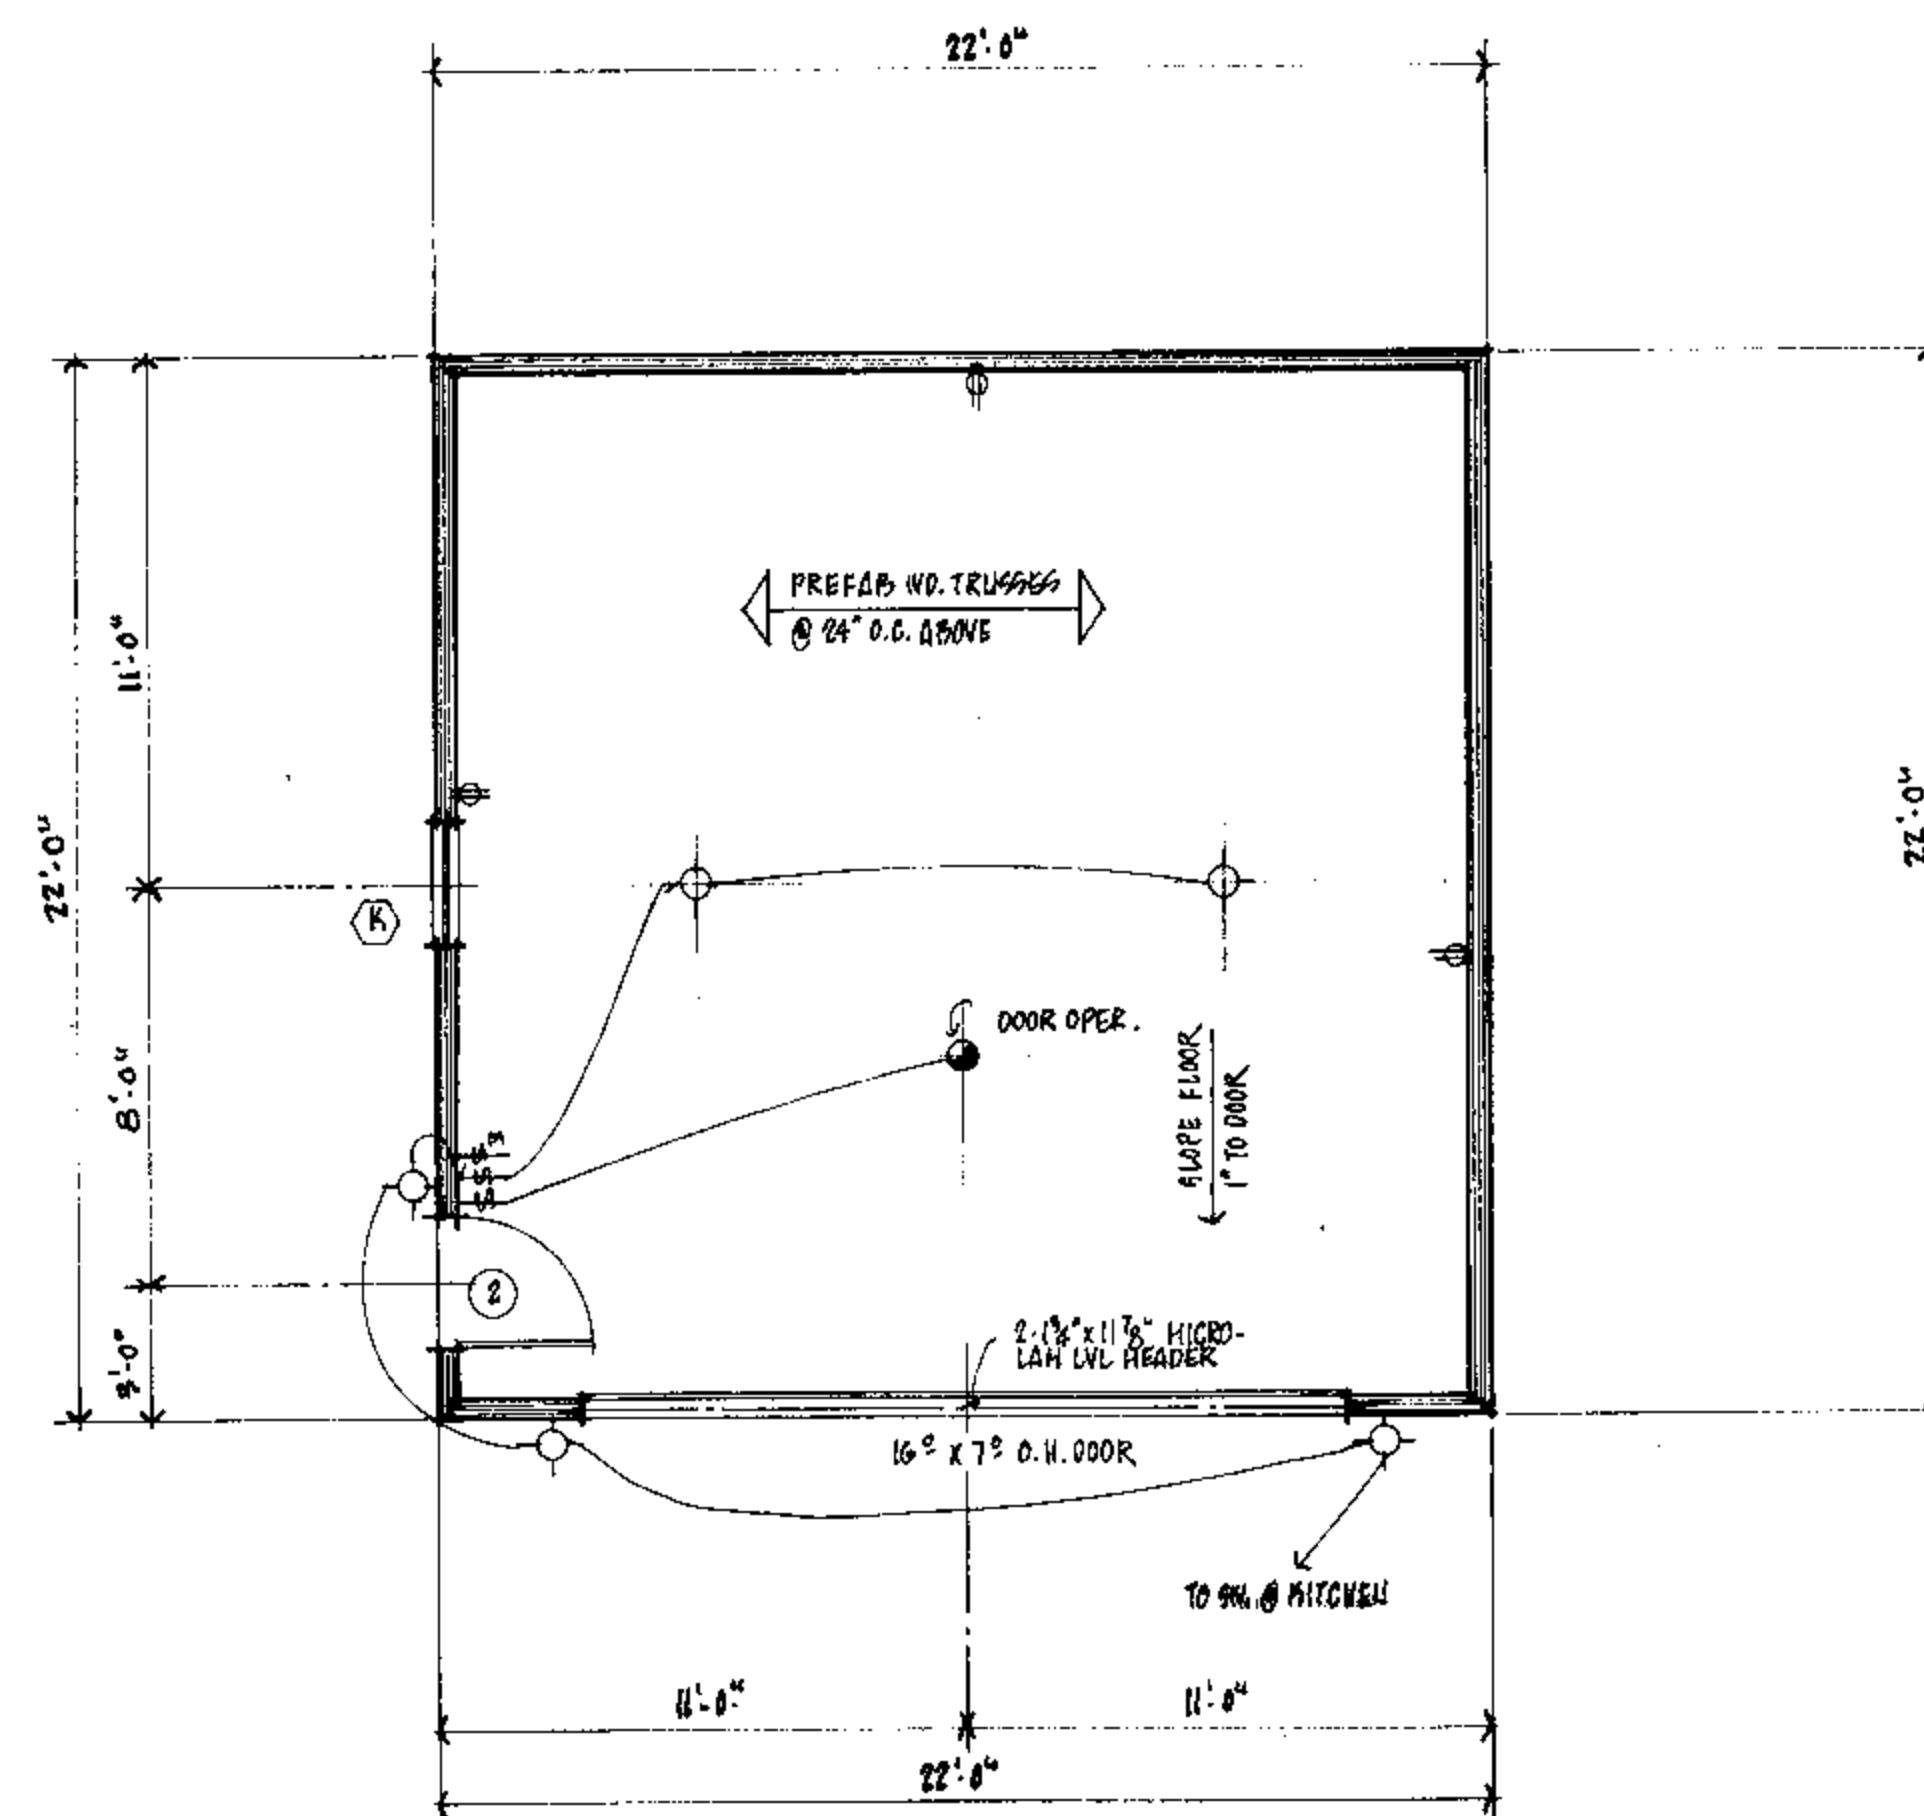 22'-0"
PREFAB WD. TRUSSES
@ 24" O.C. ABOVE
11'-0"
22'-0"
22'-0"
K
DOOR OPER.
SLOPE FLOOR
1" TO DOOR
8'-0"
S3
S
S
2
3'-0"
2-1¾"x11⅞" MICRO-
LAM LVL HEADER
16⁰ x 7⁰ O.H. DOOR
TO SW. @ KITCHEN
11'-0"
11'-0"
22'-0"